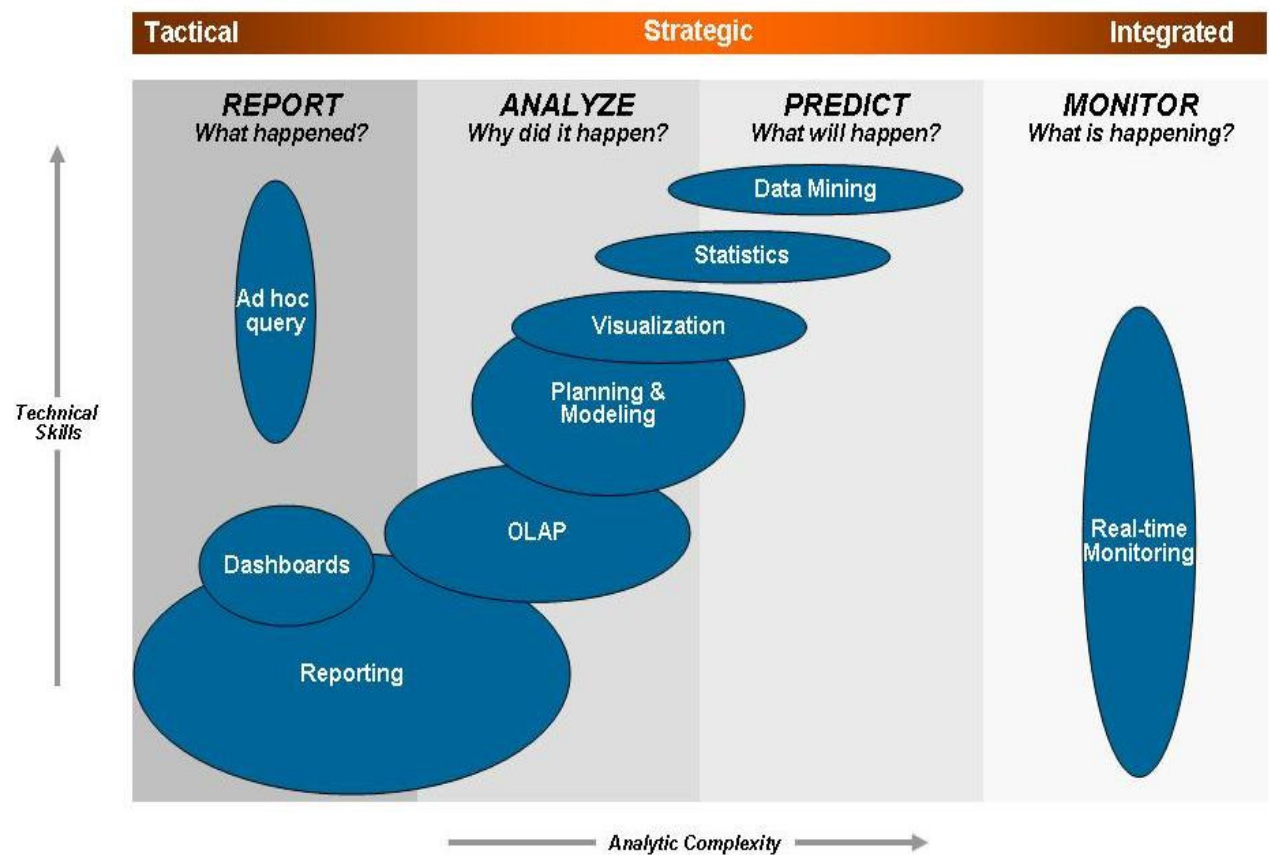 Tactical Strategic Integrated
REPORT ANALYZE PREDICT MONITOR
What happened? Why did it happen? What will happen? What is happening?
Data Mining
Statistics
Ad hoc
query
Visualization
Planning &
Modeling
Technical
Skills
OLAP
Real-time
Monitoring
Dashboards
Reporting
Analytic Complexity